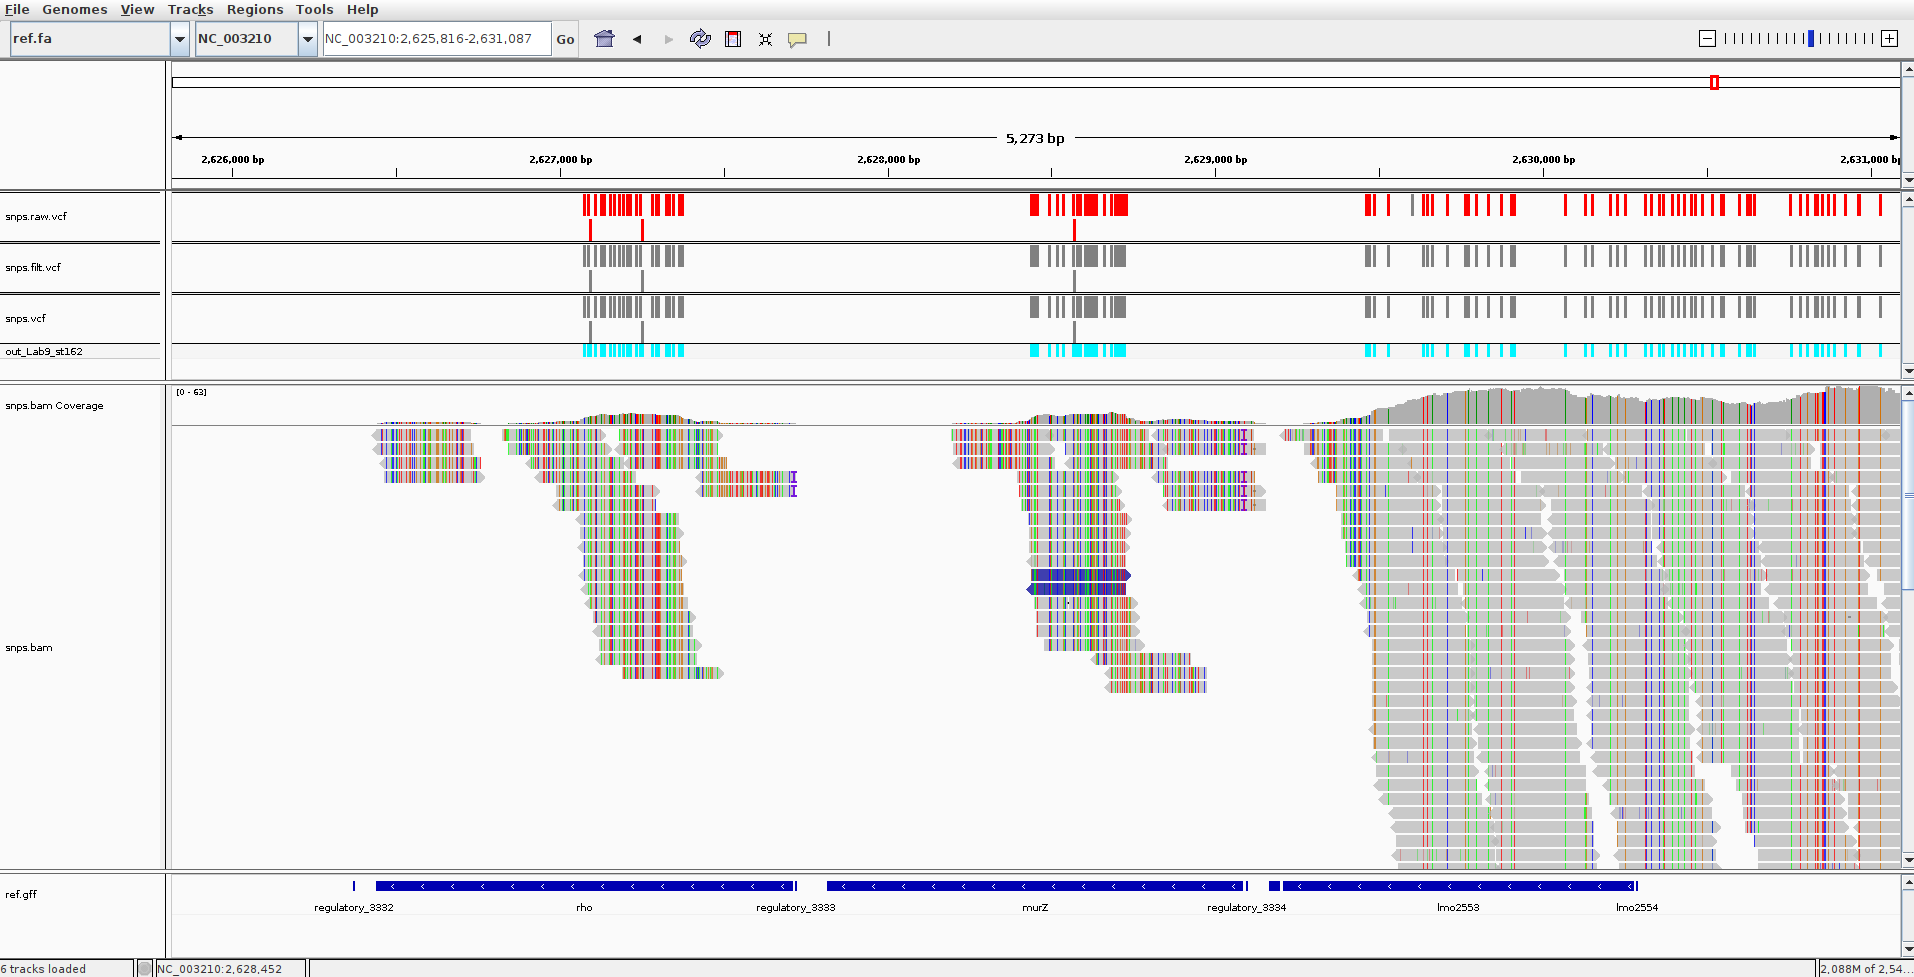 File Genomes View Tracks Regions Tools Help
ref.fa NC_003210 NC_003210:2,625,816-2,631,087 Go
5,273 bp
2,626,000 bp 2,627,000 bp 2,628,000 bp 2,629,000 bp 2,630,000 bp 2,631,000 bp
snps.raw.vcf
snps.filt.vcf
snps.vcf
out_Lab9_st162
[0 - 63]
snps.bam Coverage
snps.bam
ref.gff
regulatory_3332 rho regulatory_3333 murZ regulatory_3334 lmo2553 lmo2554
6 tracks loaded NC_003210:2,628,452 2,088M of 2,54...